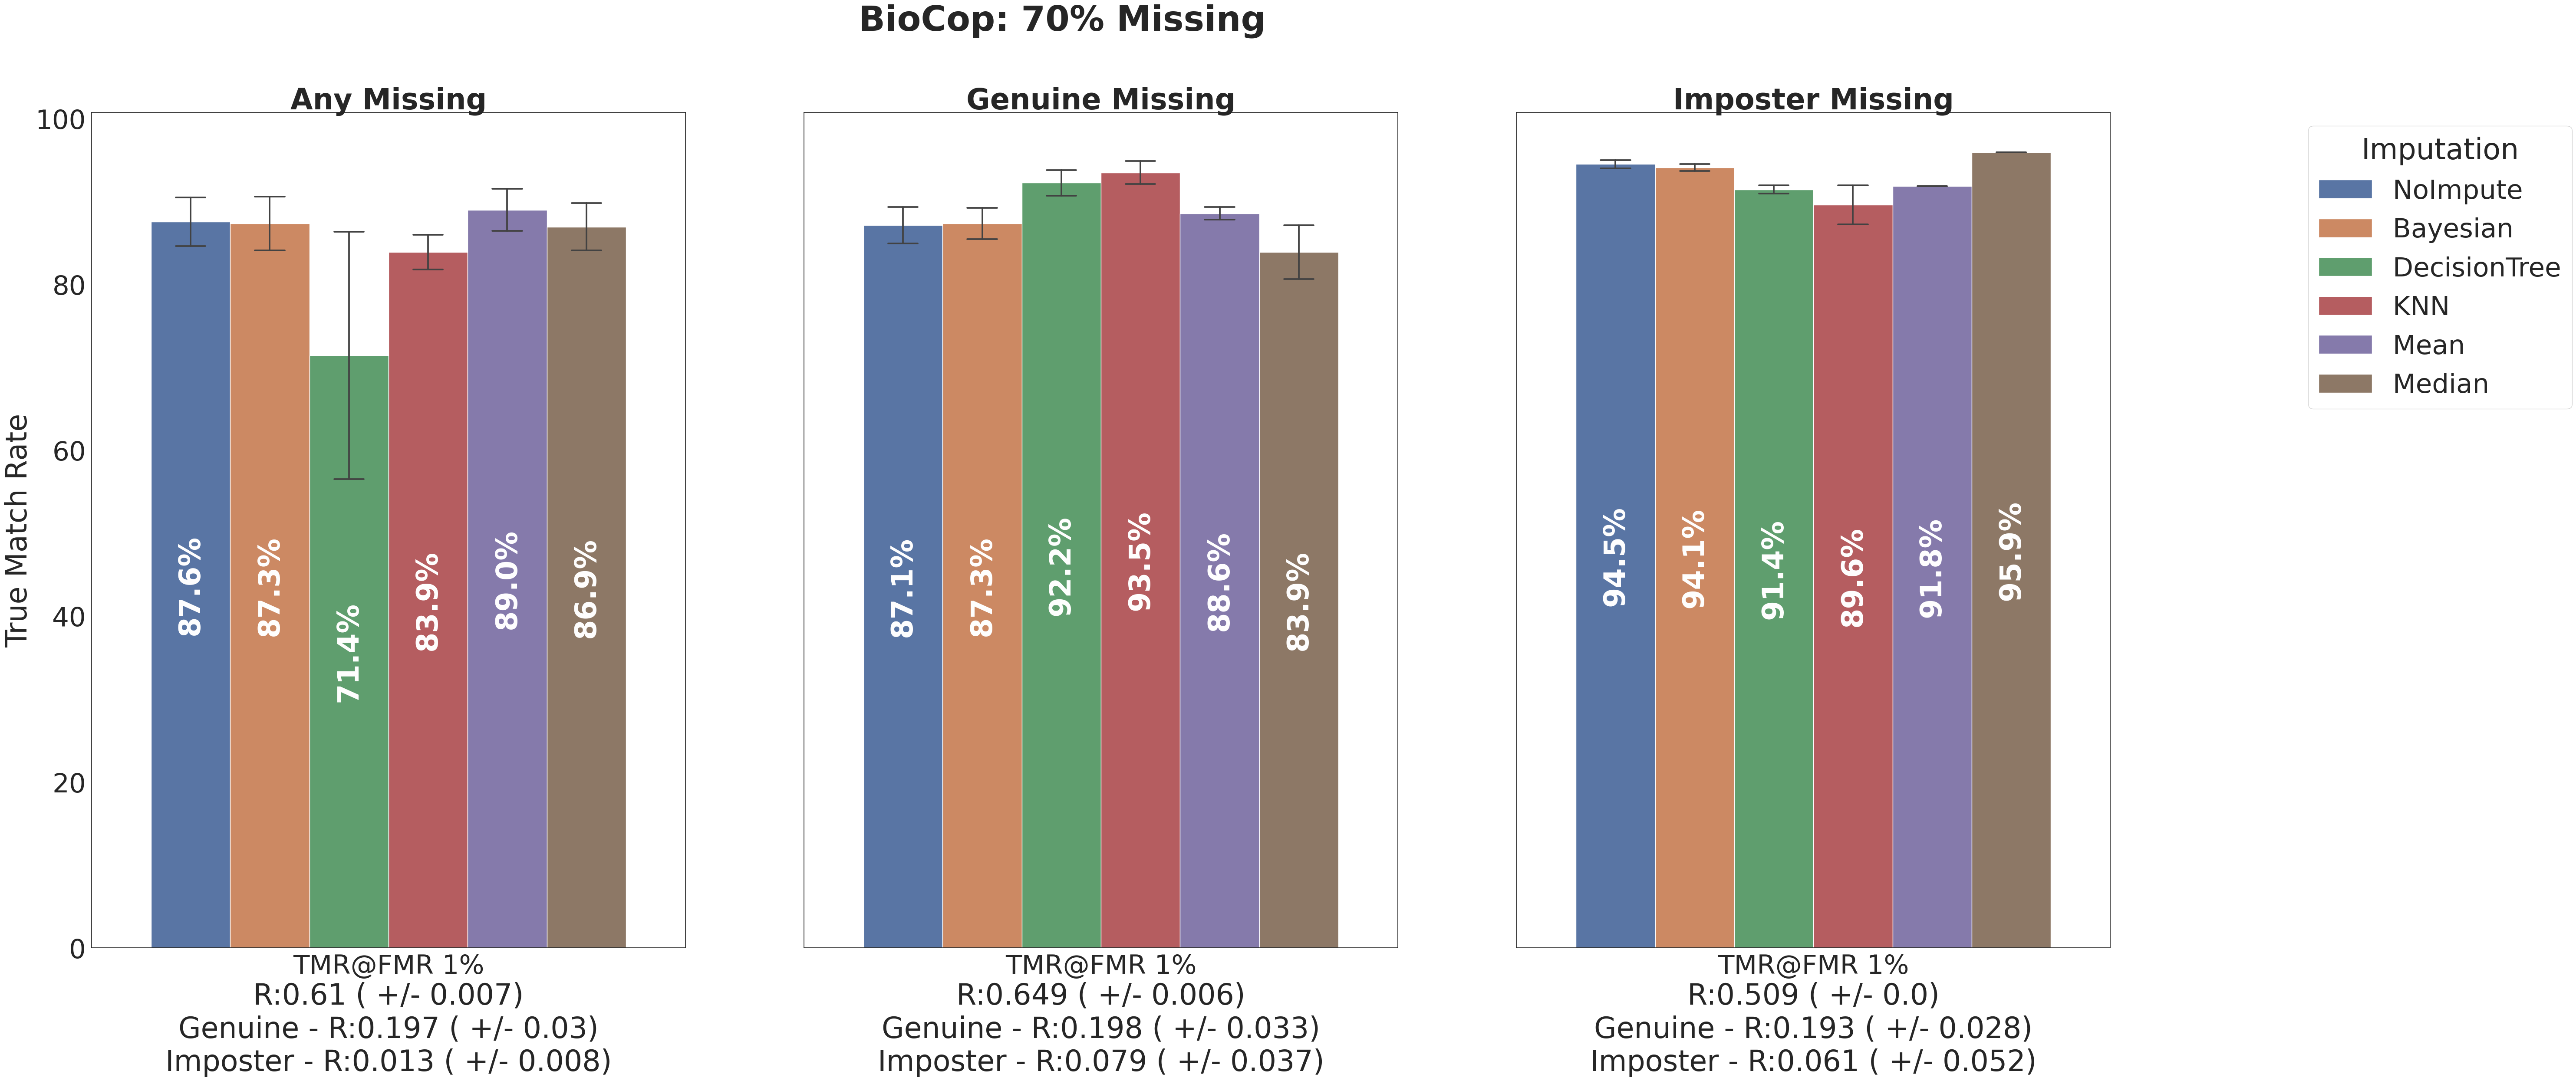 BioCop: 70% Missing
Any Missing
Genuine Missing
Imposter Missing
True Match Rate
100
80
60
40
20
0
87.6%
87.3%
71.4%
83.9%
89.0%
86.9%
87.1%
87.3%
92.2%
93.5%
88.6%
83.9%
94.5%
94.1%
91.4%
89.6%
91.8%
95.9%
TMR@FMR 1%
R:0.61 ( +/- 0.007)
Genuine - R:0.197 ( +/- 0.03)
Imposter - R:0.013 ( +/- 0.008)
TMR@FMR 1%
R:0.649 ( +/- 0.006)
Genuine - R:0.198 ( +/- 0.033)
Imposter - R:0.079 ( +/- 0.037)
TMR@FMR 1%
R:0.509 ( +/- 0.0)
Genuine - R:0.193 ( +/- 0.028)
Imposter - R:0.061 ( +/- 0.052)
Imputation
NoImpute
Bayesian
DecisionTree
KNN
Mean
Median